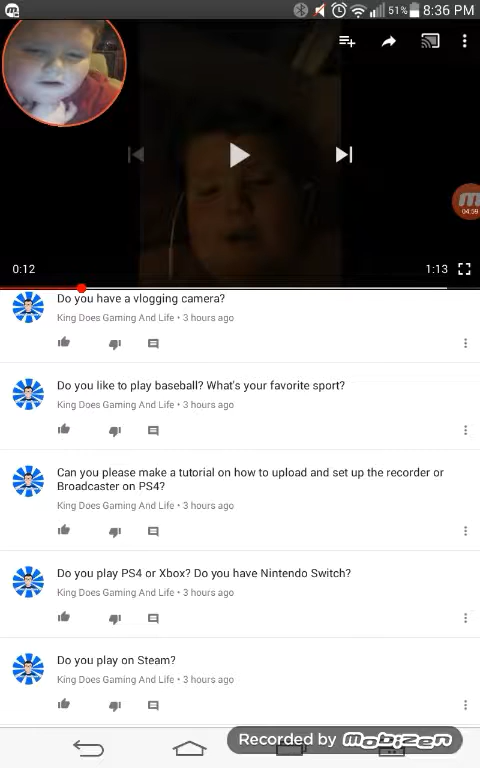 51% 8:36 PM
04:59
0:12 1:13
Do you have a vlogging camera?
King Does Gaming And Life • 3 hours ago
Do you like to play baseball? What's your favorite sport?
King Does Gaming And Life • 3 hours ago
Can you please make a tutorial on how to upload and set up the recorder or
Broadcaster on PS4?
King Does Gaming And Life • 3 hours ago
Do you play PS4 or Xbox? Do you have Nintendo Switch?
King Does Gaming And Life • 3 hours ago
Do you play on Steam?
King Does Gaming And Life • 3 hours ago
Recorded by Mobizen